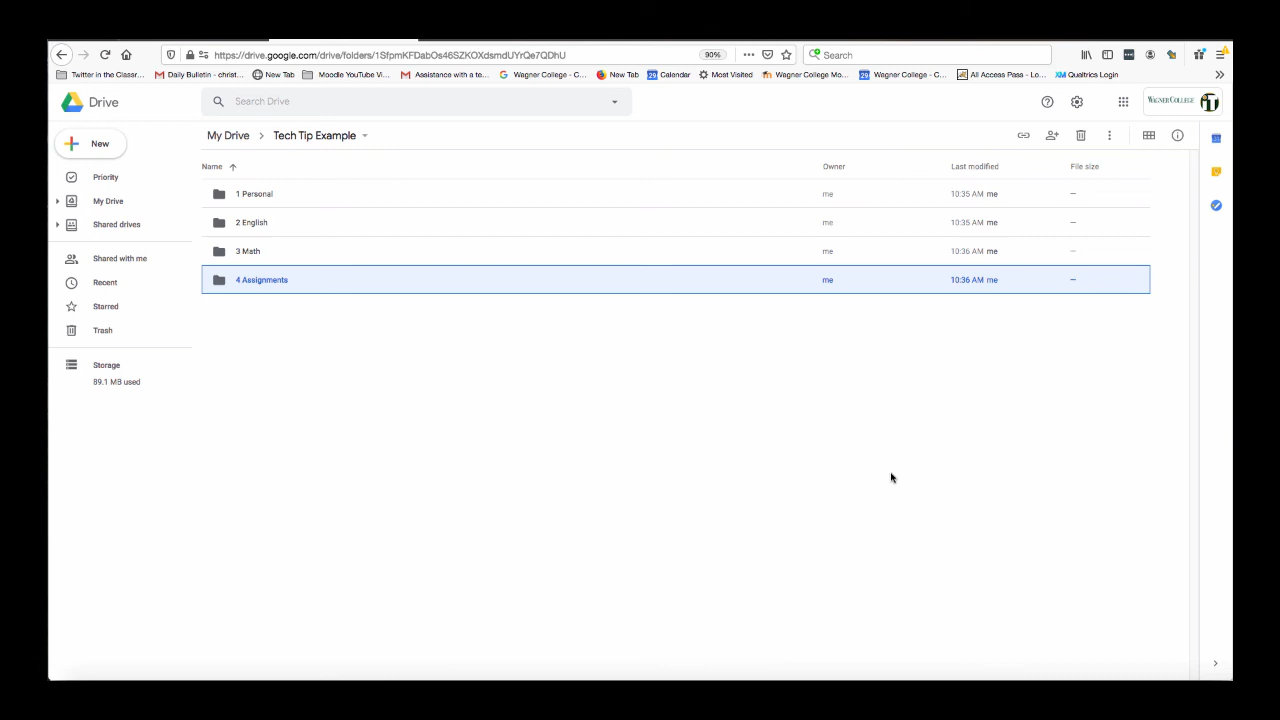 https://drive.google.com/drive/folders/1SfpmKFDabOs46SZKOXdsmdUYrQe7QDhU
90%
Search
Twitter in the Classr... Daily Bulletin - christ... New Tab Moodle YouTube Vi... Assistance with a te... Wagner College - C... New Tab Calendar Most Visited Wagner College Mo... Wagner College - C... All Access Pass - Lo... Qualtrics Login
Drive
Search Drive
WAGNER COLLEGE
My Drive > Tech Tip Example
New
Name Owner Last modified File size
Priority
1 Personal me 10:35 AM me –
My Drive
2 English me 10:35 AM me –
Shared drives
3 Math me 10:36 AM me –
Shared with me
4 Assignments me 10:36 AM me –
Recent
Starred
Trash
Storage
89.1 MB used